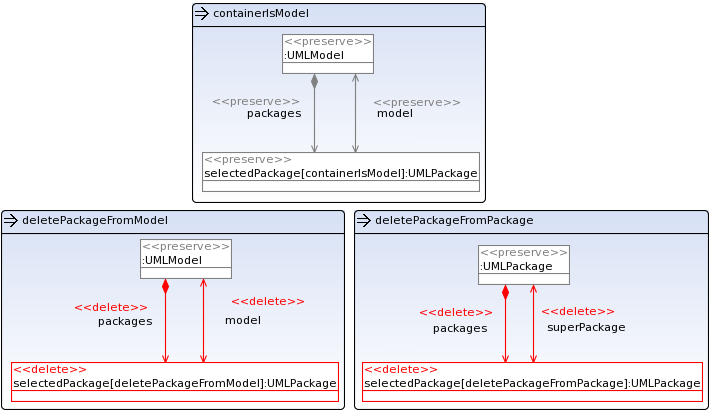 containerIsModel
<<preserve>>
:UMLModel
<<preserve>>
packages
<<preserve>>
model
<<preserve>>
selectedPackage[containerIsModel]:UMLPackage
deletePackageFromModel
<<preserve>>
:UMLModel
<<delete>>
packages
<<delete>>
model
<<delete>>
selectedPackage[deletePackageFromModel]:UMLPackage
deletePackageFromPackage
<<preserve>>
:UMLPackage
<<delete>>
packages
<<delete>>
superPackage
<<delete>>
selectedPackage[deletePackageFromPackage]:UMLPackage